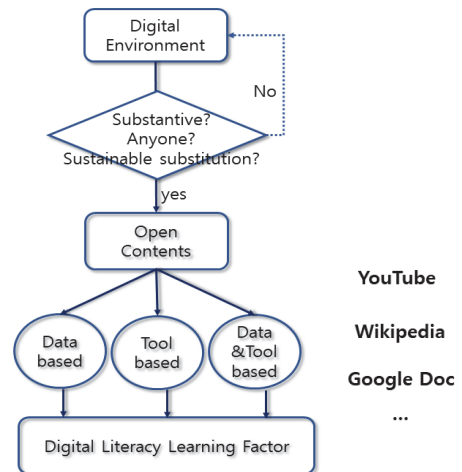 Digital
Environment
No
Substantive?
Anyone?
Sustainable substitution?
yes
Open
Contents
YouTube
Data
based
Tool
based
Data
&Tool
based
Wikipedia
Google Doc
...
Digital Literacy Learning Factor